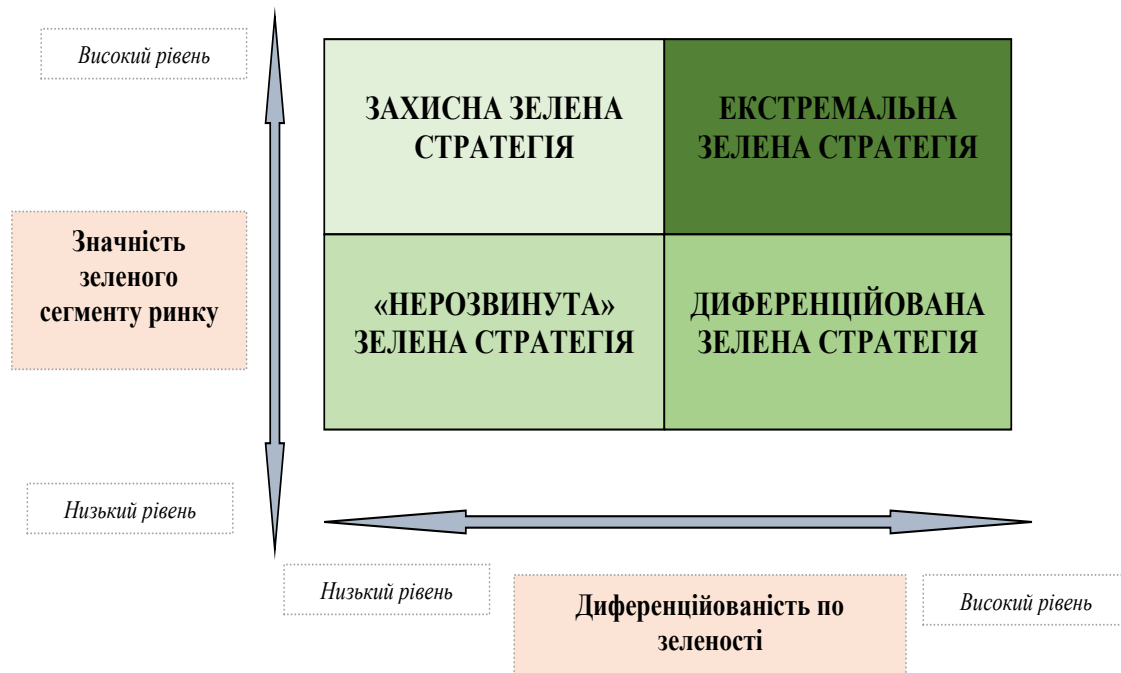 Високий рівень
ЗАХИСНА ЗЕЛЕНА
СТРАТЕГІЯ
ЕКСТРЕМАЛЬНА
ЗЕЛЕНА СТРАТЕГІЯ
Значність
зеленого
сегменту ринку
«НЕРОЗВИНУТА»
ЗЕЛЕНА СТРАТЕГІЯ
ДИФЕРЕНЦІЙОВАНА
ЗЕЛЕНА СТРАТЕГІЯ
Низький рівень
Низький рівень
Диференційованість по
зеленості
Високий рівень